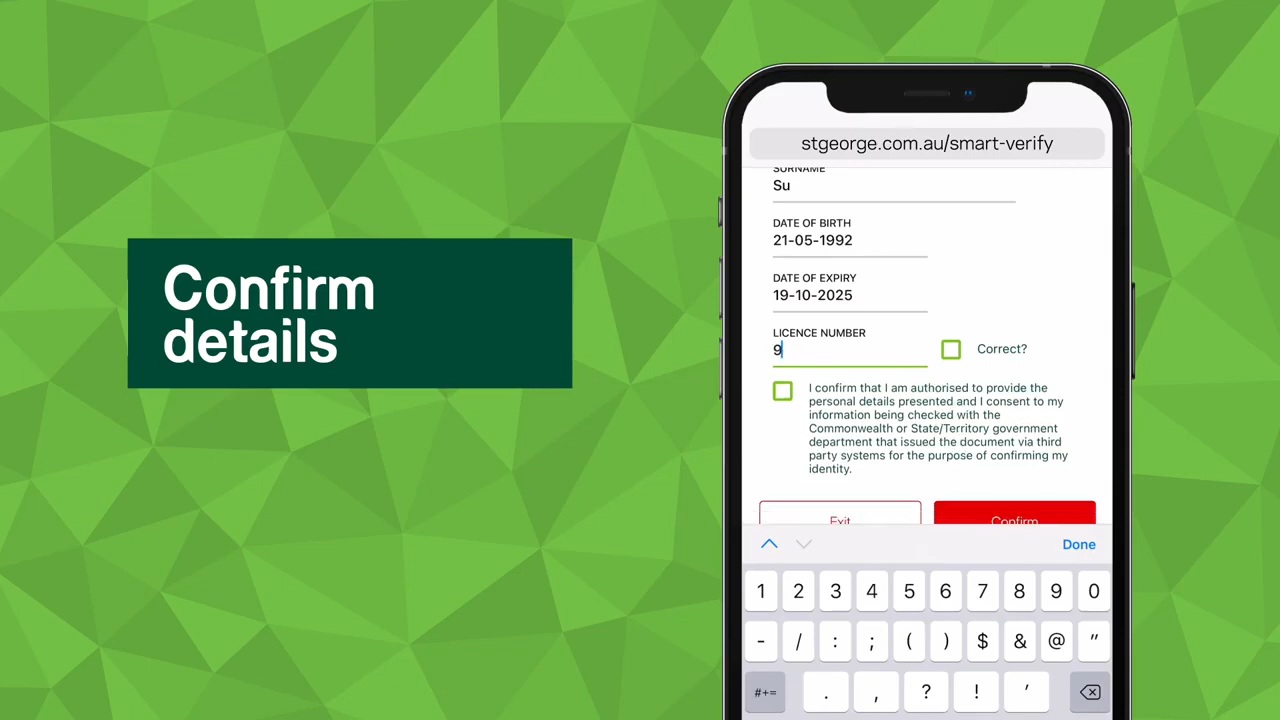 Confirm
details
stgeorge.com.au/smart-verify
SURNAME
Su
DATE OF BIRTH
21-05-1992
DATE OF EXPIRY
19-10-2025
LICENCE NUMBER
9
Correct?
I confirm that I am authorised to provide the
personal details presented and I consent to my
information being checked with the
Commonwealth or State/Territory government
department that issued the document via third
party systems for the purpose of confirming my
identity.
Exit Confirm
Done
1 2 3 4 5 6 7 8 9 0
- / : ; ( ) $ & @ "
#+= . , ? ! '